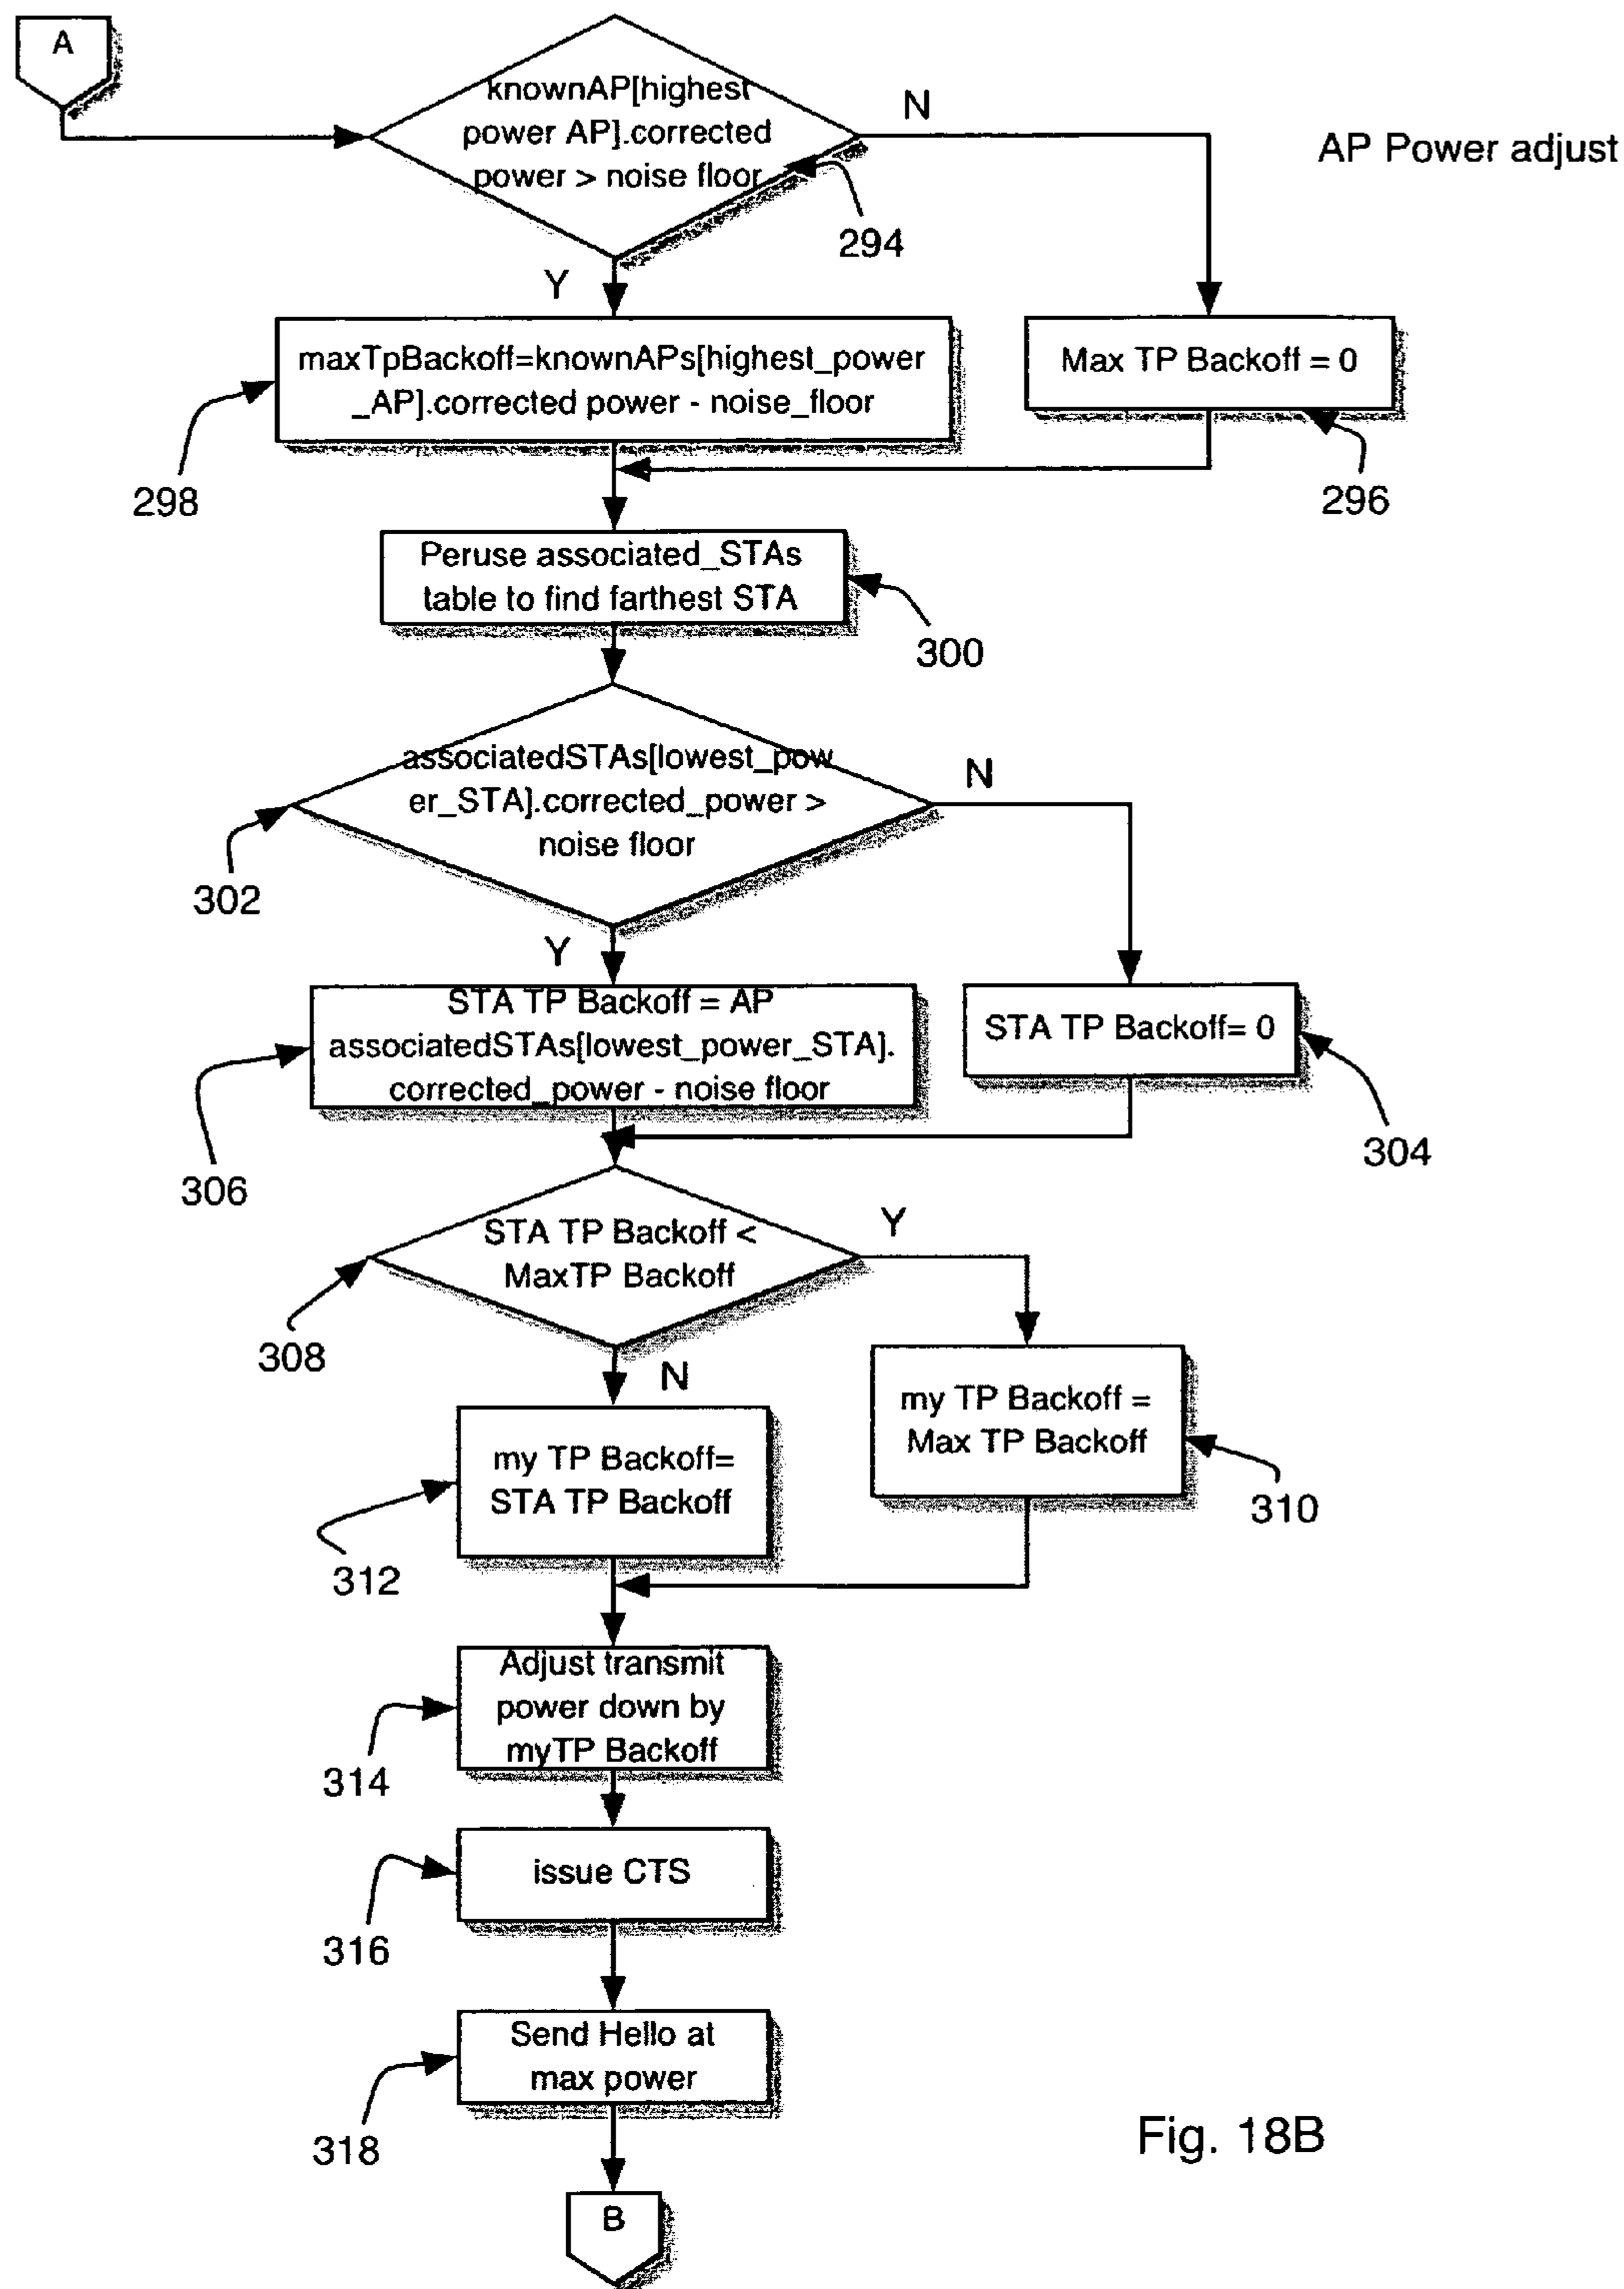 A
knownAP[highest
power AP].corrected
power > noise floor
N
AP Power adjust
294
Y
maxTpBackoff=knownAPs[highest_power
_AP].corrected power - noise_floor
Max TP Backoff = 0
298
296
Peruse associated_STAs
table to find farthest STA
300
associatedSTAs[lowest_pow
er_STA].corrected_power >
noise floor
N
302
Y
STA TP Backoff = AP
associatedSTAs[lowest_power_STA].
corrected_power - noise floor
STA TP Backoff= 0
304
306
STA TP Backoff <
MaxTP Backoff
Y
308
N
my TP Backoff =
Max TP Backoff
my TP Backoff=
STA TP Backoff
310
312
Adjust transmit
power down by
myTP Backoff
314
issue CTS
316
Send Hello at
max power
318
Fig. 18B
B